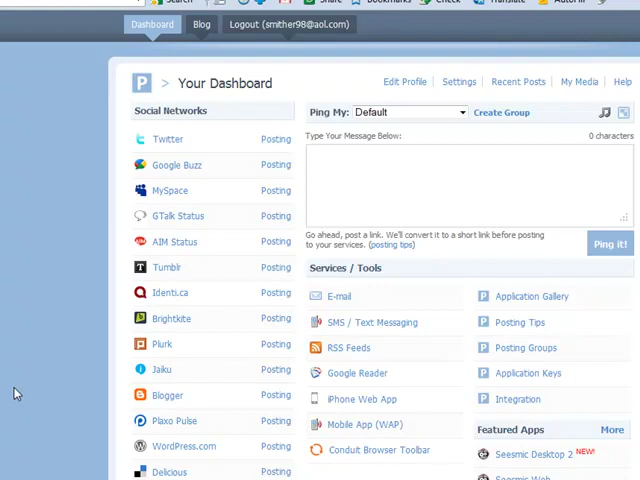 Search
Share
Bookmarks
Check
Translate
AutoFill
Dashboard
Blog
Logout (smither98@aol.com)
P > Your Dashboard
Edit Profile
Settings
Recent Posts
My Media
Help
Social Networks
Twitter Posting
Google Buzz Posting
MySpace Posting
GTalk Status Posting
AIM Status Posting
Tumblr Posting
Identi.ca Posting
Brightkite Posting
Plurk Posting
Jaiku Posting
Blogger Posting
Plaxo Pulse Posting
WordPress.com Posting
Delicious Posting
Ping My: Default Create Group
Type Your Message Below: 0 characters
Go ahead, post a link. We'll convert it to a short link before posting
to your services. (posting tips)
Ping it!
Services / Tools
E-mail
SMS / Text Messaging
RSS Feeds
Google Reader
iPhone Web App
Mobile App (WAP)
Conduit Browser Toolbar
Application Gallery
Posting Tips
Posting Groups
Application Keys
Integration
Featured Apps More
Seesmic Desktop 2 NEW!
Seesmic Web